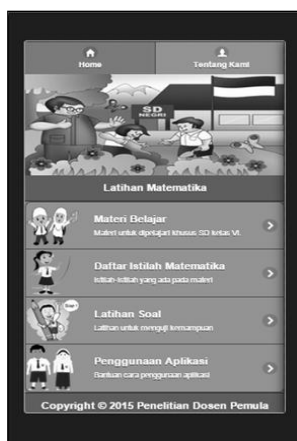 Home
Tentang Kami
SD
NEGRI
Latihan Matematika
Materi Belajar
Materi untuk dipelajari khusus SD kelas VI.
Daftar Istilah Matematika
Istilah-istilah yang ada pada materi
Latihan Soal
Latihan untuk menguji kemampuan
Penggunaan Aplikasi
Bantuan cara penggunaan aplikasi
Copyright © 2015 Penelitian Dosen Pemula